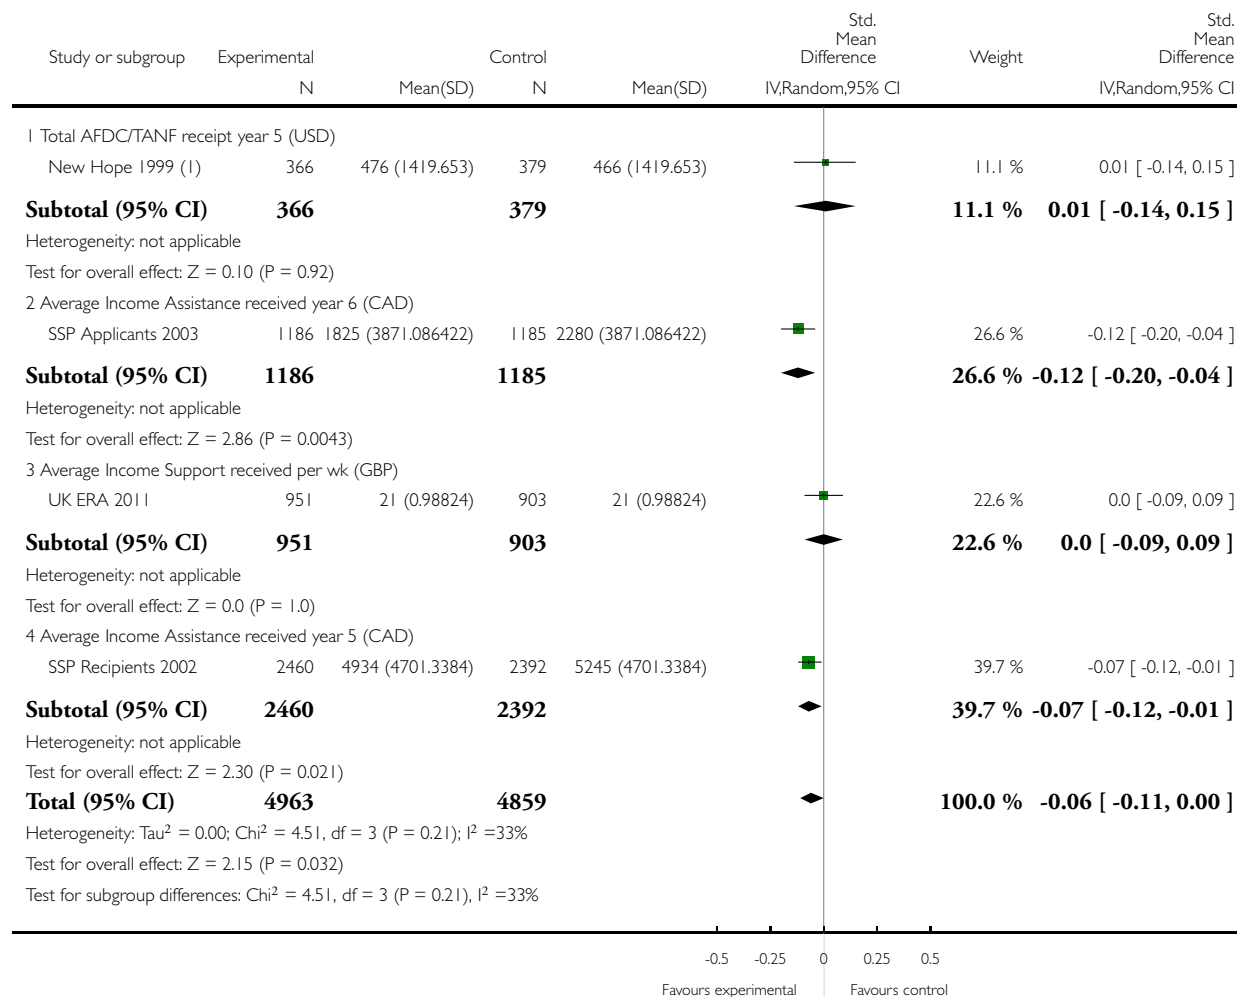 Std. Mean Difference Std. Mean Difference
Study or subgroup Experimental Control Weight
N Mean(SD) N Mean(SD) IV,Random,95% CI IV,Random,95% CI
1 Total AFDC/TANF receipt year 5 (USD)
New Hope 1999 (1) 366 476 (1419.653) 379 466 (1419.653) 11.1 % 0.01 [ -0.14, 0.15 ]
Subtotal (95% CI) 366 379 11.1 % 0.01 [ -0.14, 0.15 ]
Heterogeneity: not applicable
Test for overall effect: Z = 0.10 (P = 0.92)
2 Average Income Assistance received year 6 (CAD)
SSP Applicants 2003 1186 1825 (3871.086422) 1185 2280 (3871.086422) 26.6 % -0.12 [ -0.20, -0.04 ]
Subtotal (95% CI) 1186 1185 26.6 % -0.12 [ -0.20, -0.04 ]
Heterogeneity: not applicable
Test for overall effect: Z = 2.86 (P = 0.0043)
3 Average Income Support received per wk (GBP)
UK ERA 2011 951 21 (0.98824) 903 21 (0.98824) 22.6 % 0.0 [ -0.09, 0.09 ]
Subtotal (95% CI) 951 903 22.6 % 0.0 [ -0.09, 0.09 ]
Heterogeneity: not applicable
Test for overall effect: Z = 0.0 (P = 1.0)
4 Average Income Assistance received year 5 (CAD)
SSP Recipients 2002 2460 4934 (4701.3384) 2392 5245 (4701.3384) 39.7 % -0.07 [ -0.12, -0.01 ]
Subtotal (95% CI) 2460 2392 39.7 % -0.07 [ -0.12, -0.01 ]
Heterogeneity: not applicable
Test for overall effect: Z = 2.30 (P = 0.021)
Total (95% CI) 4963 4859 100.0 % -0.06 [ -0.11, 0.00 ]
Heterogeneity: Tau² = 0.00; Chi² = 4.51, df = 3 (P = 0.21); I² =33%
Test for overall effect: Z = 2.15 (P = 0.032)
Test for subgroup differences: Chi² = 4.51, df = 3 (P = 0.21), I² =33%
-0.5 -0.25 0 0.25 0.5
Favours experimental Favours control